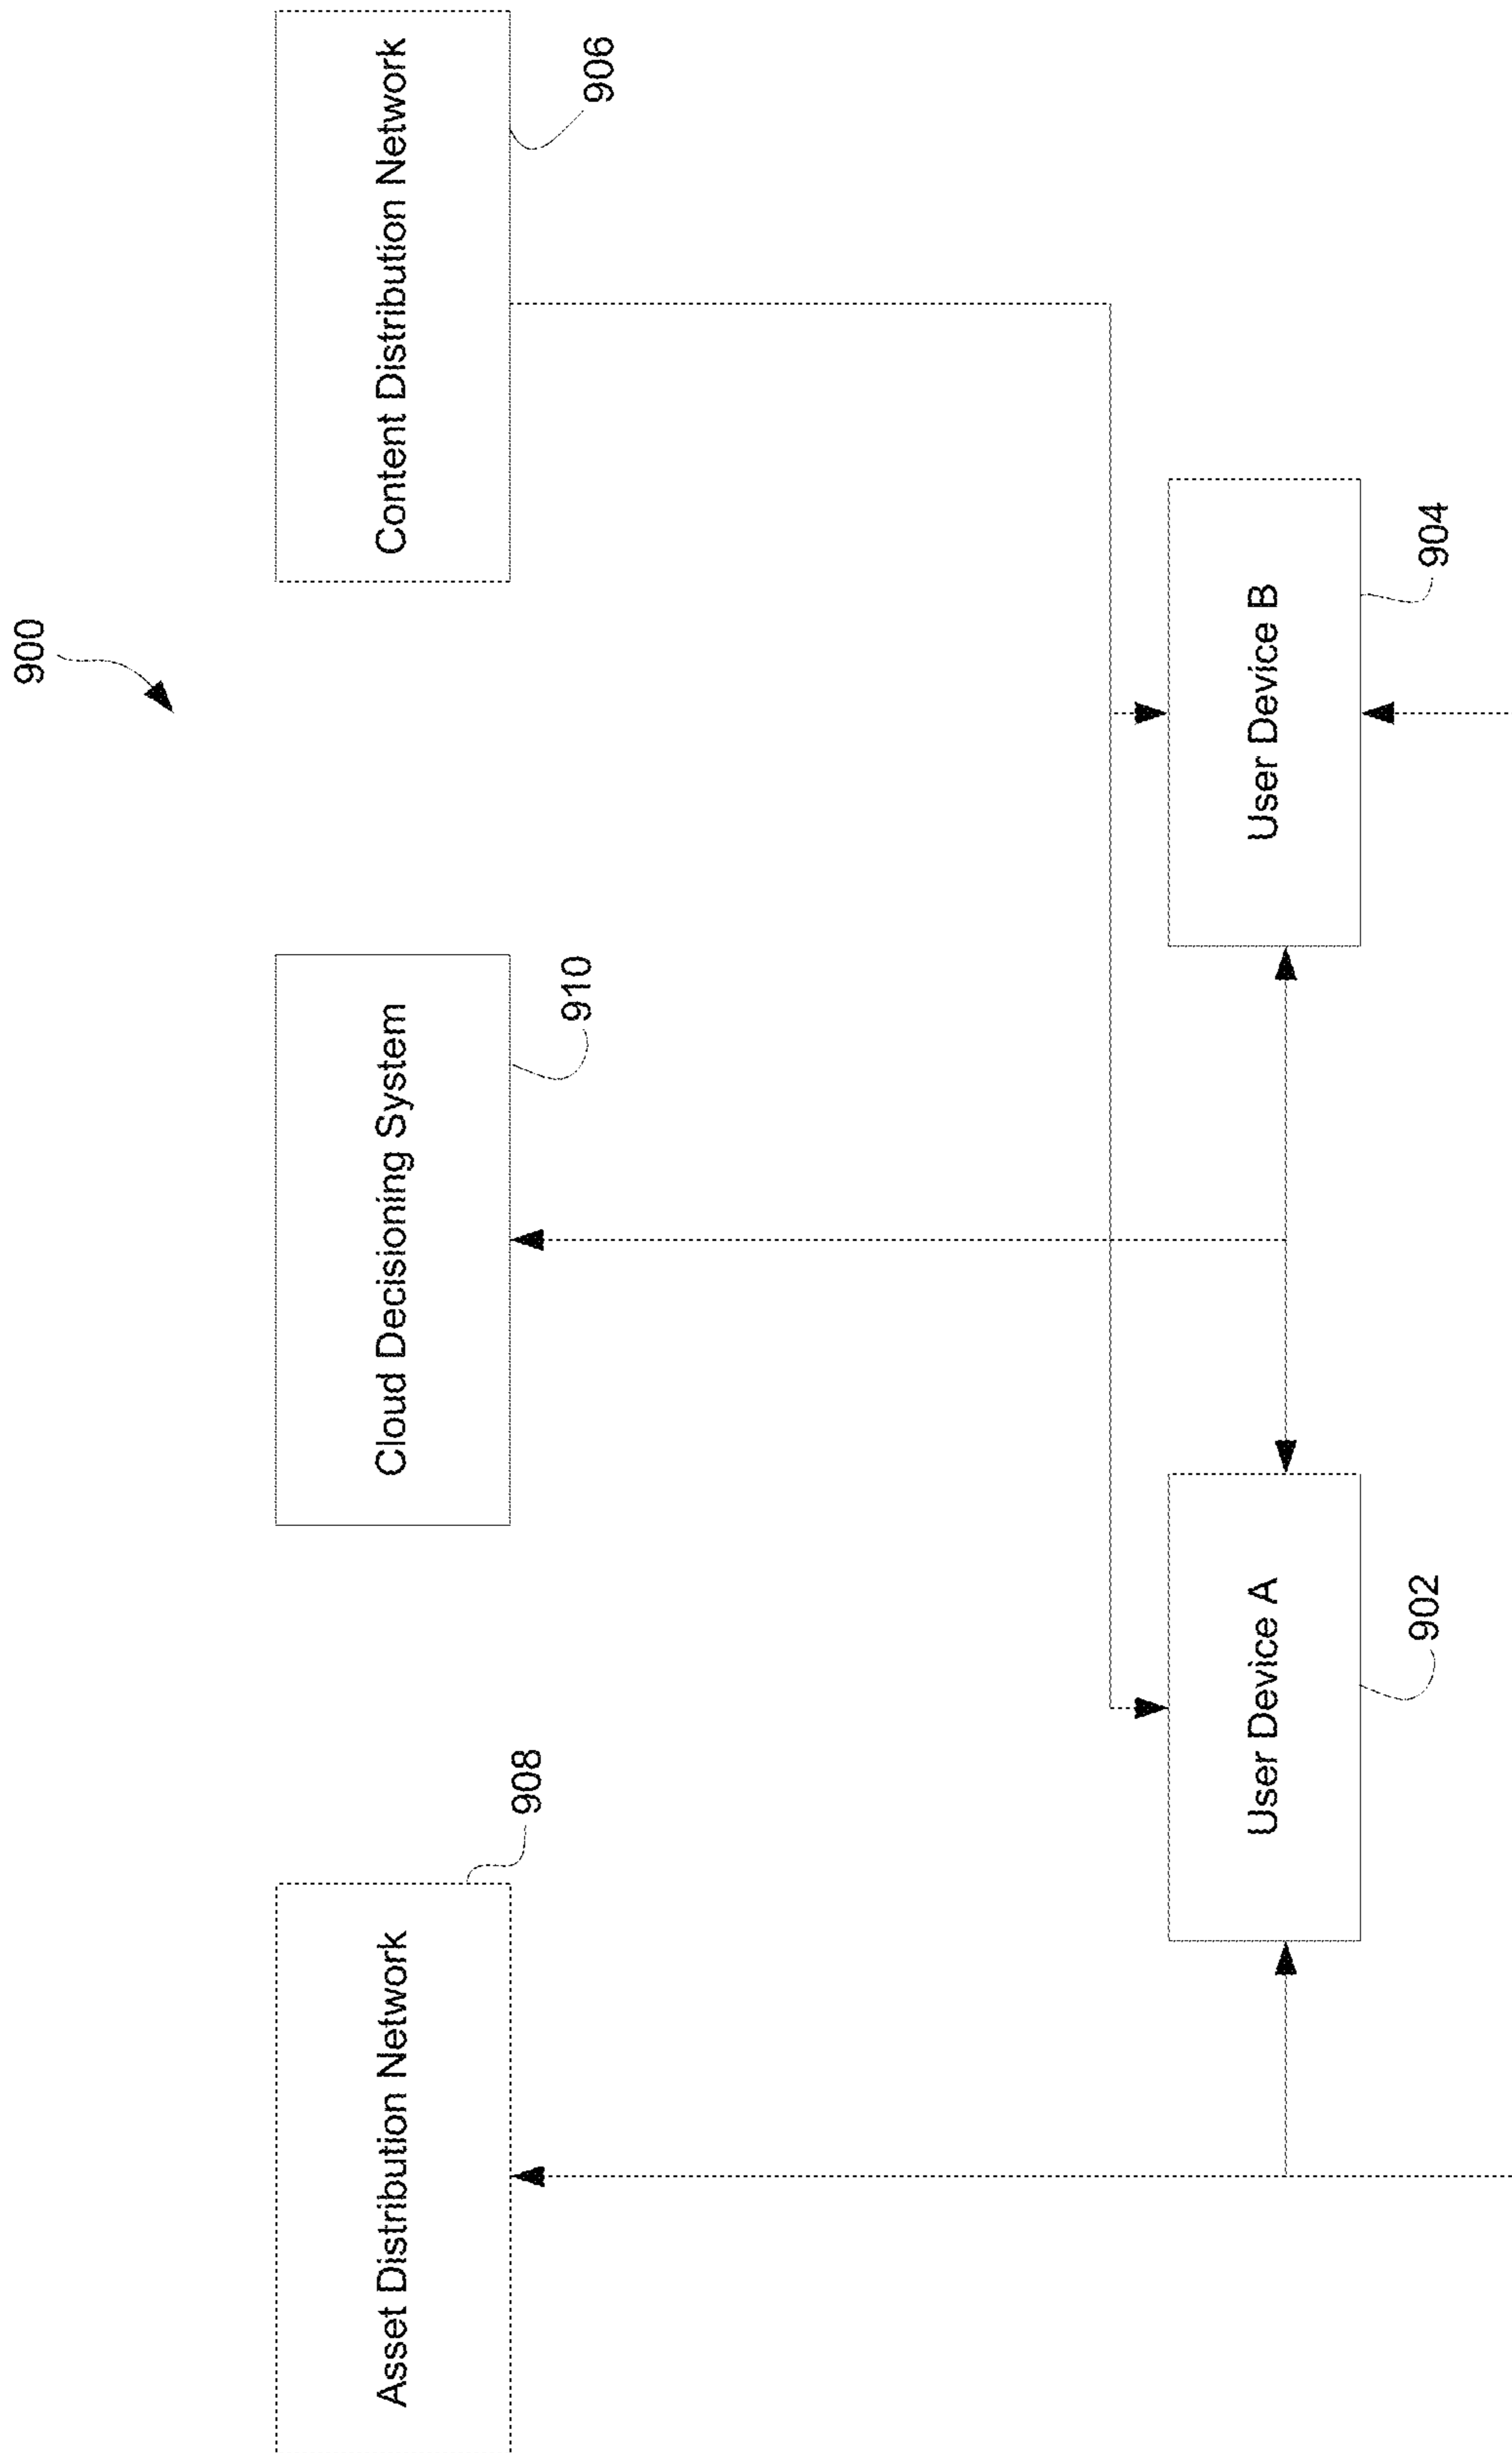 900
Asset Distribution Network
908
Cloud Decisioning System
910
Content Distribution Network
906
User Device A
902
User Device B
904